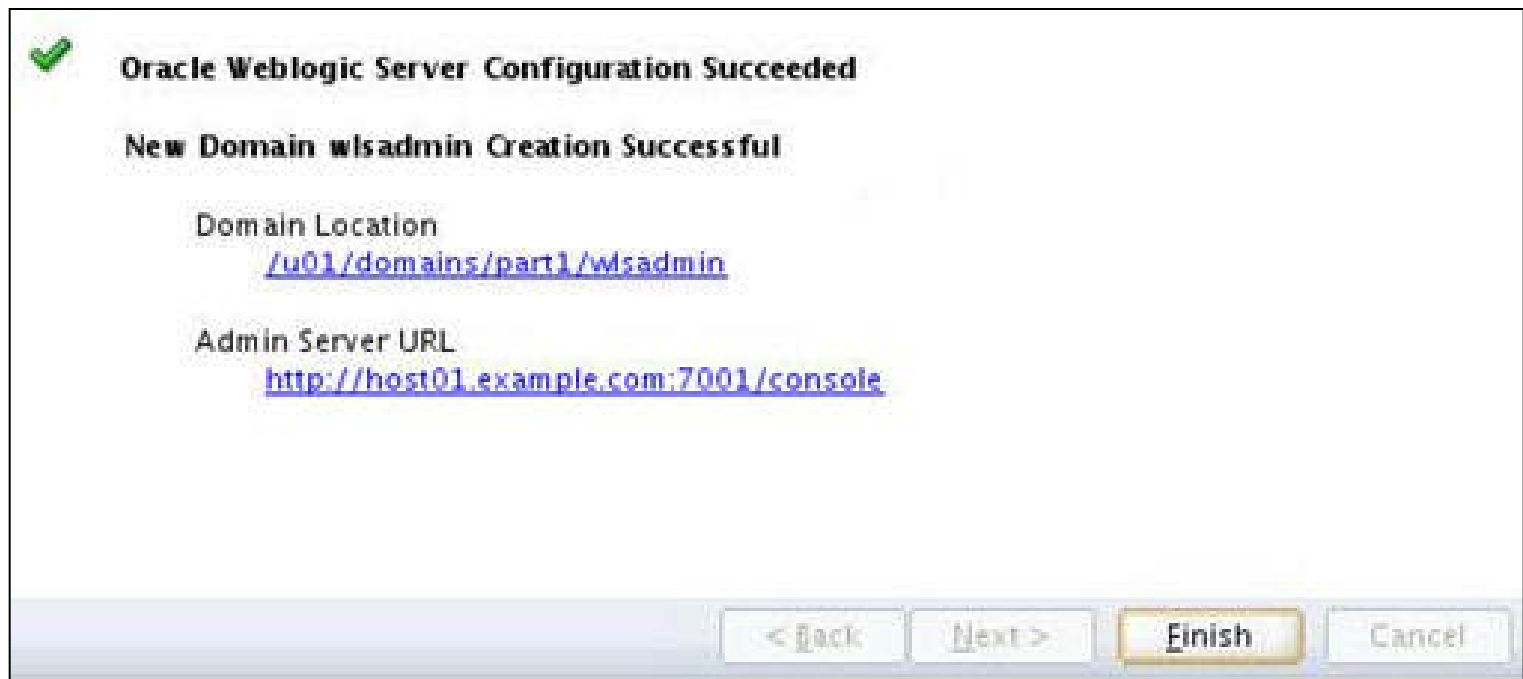 Oracle Weblogic Server Configuration Succeeded
New Domain wlsadmin Creation Successful
Domain Location
/u01/domains/part1/wlsadmin
Admin Server URL
http://host01.example.com:7001/console
< Back Next > Finish Cancel